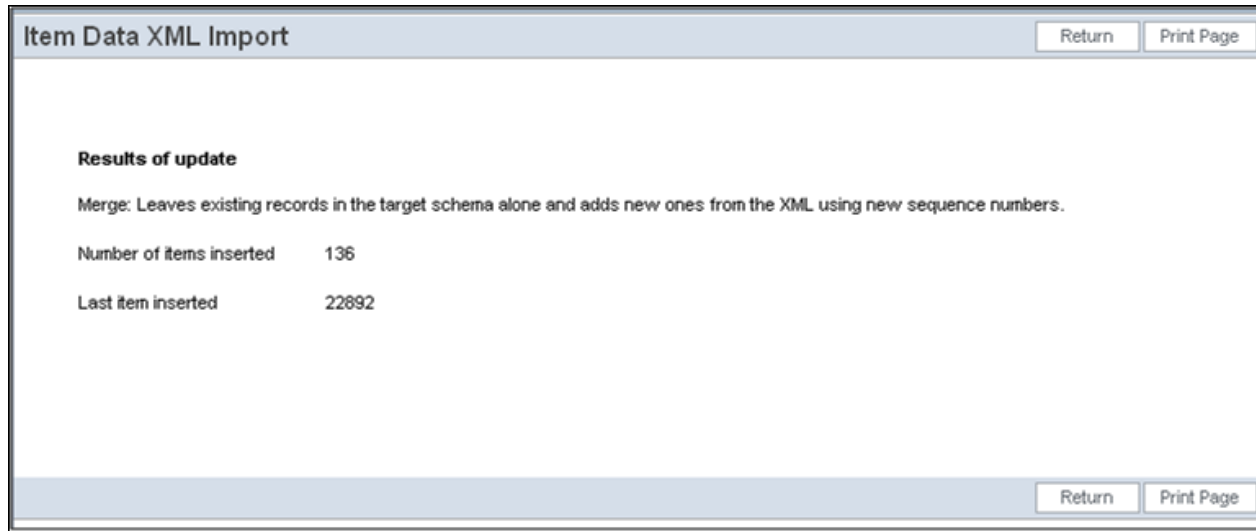 Item Data XML Import
Return Print Page
Results of update
Merge: Leaves existing records in the target schema alone and adds new ones from the XML using new sequence numbers.
Number of items inserted 136
Last item inserted 22892
Return Print Page